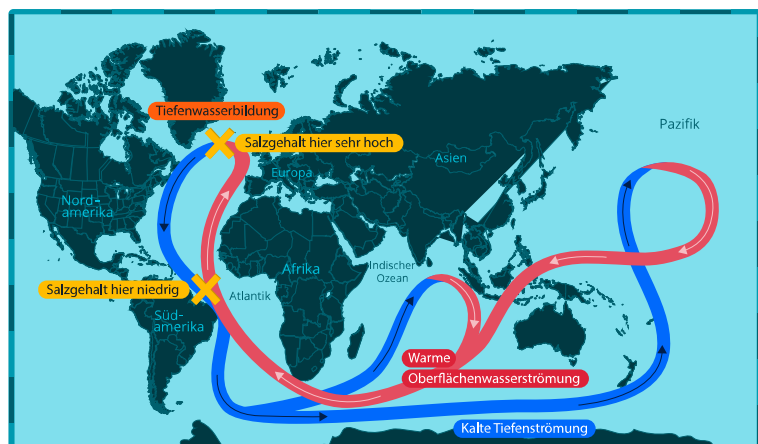 Tiefenwasserbildung
Pazifik
Salzgehalt hier sehr hoch
Asien
Europa
Nord-
amerika
Afrika
Indischer
Ozean
Salzgehalt hier niedrig
Atlantik
Süd-
amerika
Warme
Oberflächenwasserströmung
Kalte Tiefenströmung